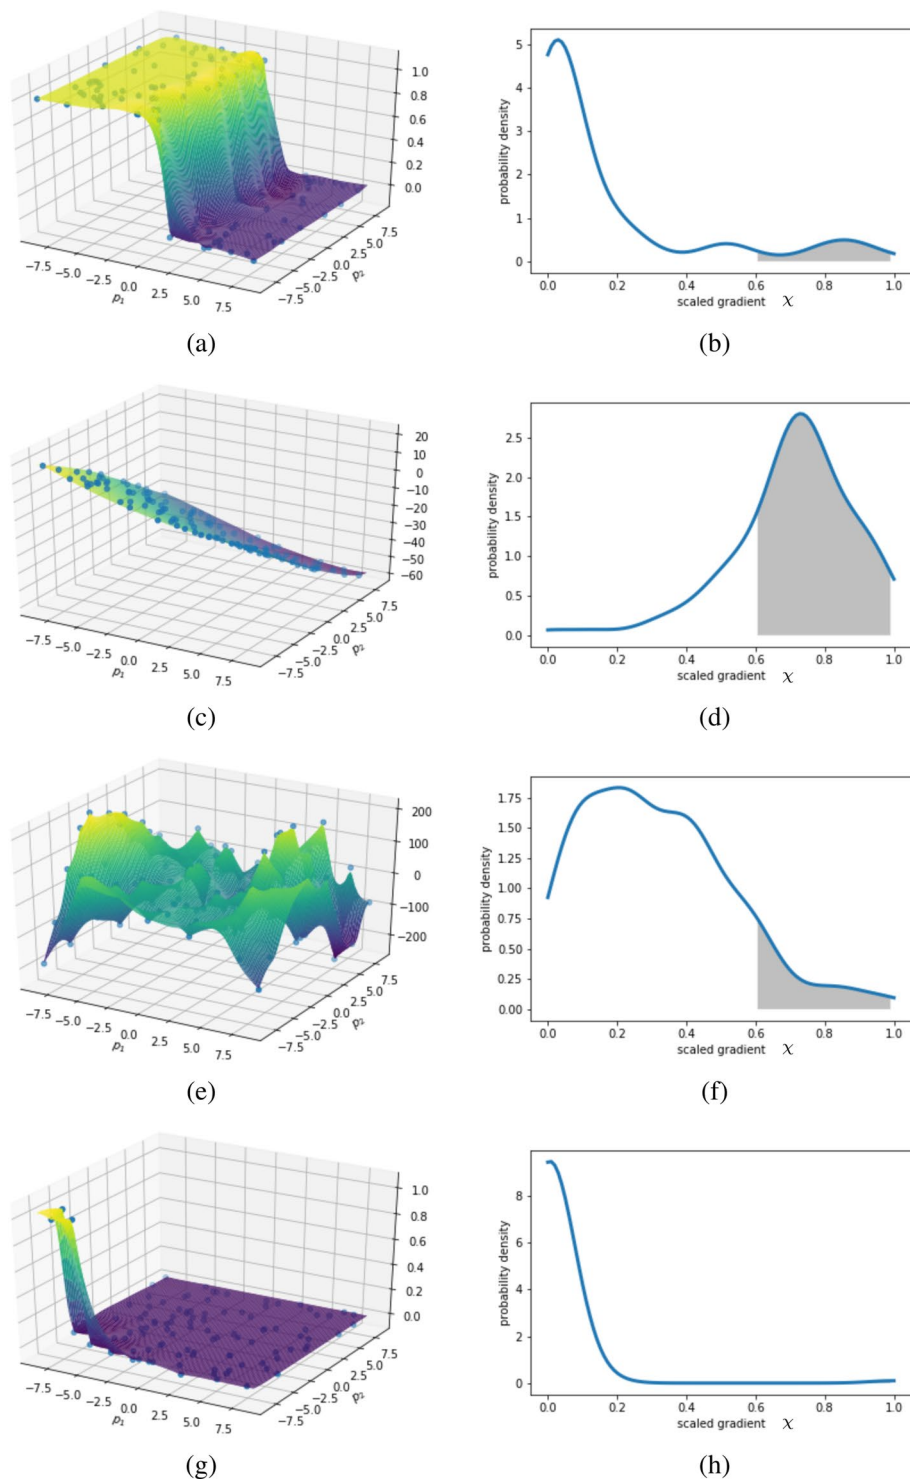 1.0
0.8
0.6
0.4
0.2
0.0
−7.5 −5.0 −2.5 0.0 2.5 5.0 7.5
p₁
−7.5 −5.0 −2.5 0.0 2.5 5.0 7.5
p₂
(a)
probability density
5
4
3
2
1
0
0.0 0.2 0.4 0.6 0.8 1.0
scaled gradient χ
(b)
20
10
0
−10
−20
−30
−40
−50
−60
−7.5 −5.0 −2.5 0.0 2.5 5.0 7.5
p₁
−7.5 −5.0 −2.5 0.0 2.5 5.0 7.5
p₂
(c)
probability density
2.5
2.0
1.5
1.0
0.5
0.0
0.0 0.2 0.4 0.6 0.8 1.0
scaled gradient χ
(d)
200
100
0
−100
−200
−7.5 −5.0 −2.5 0.0 2.5 5.0 7.5
p₁
−7.5 −5.0 −2.5 0.0 2.5 5.0 7.5
p₂
(e)
probability density
1.75
1.50
1.25
1.00
0.75
0.50
0.25
0.00
0.0 0.2 0.4 0.6 0.8 1.0
scaled gradient χ
(f)
1.0
0.8
0.6
0.4
0.2
0.0
−7.5 −5.0 −2.5 0.0 2.5 5.0 7.5
p₁
−7.5 −5.0 −2.5 0.0 2.5 5.0 7.5
p₂
(g)
probability density
8
6
4
2
0
0.0 0.2 0.4 0.6 0.8 1.0
scaled gradient χ
(h)